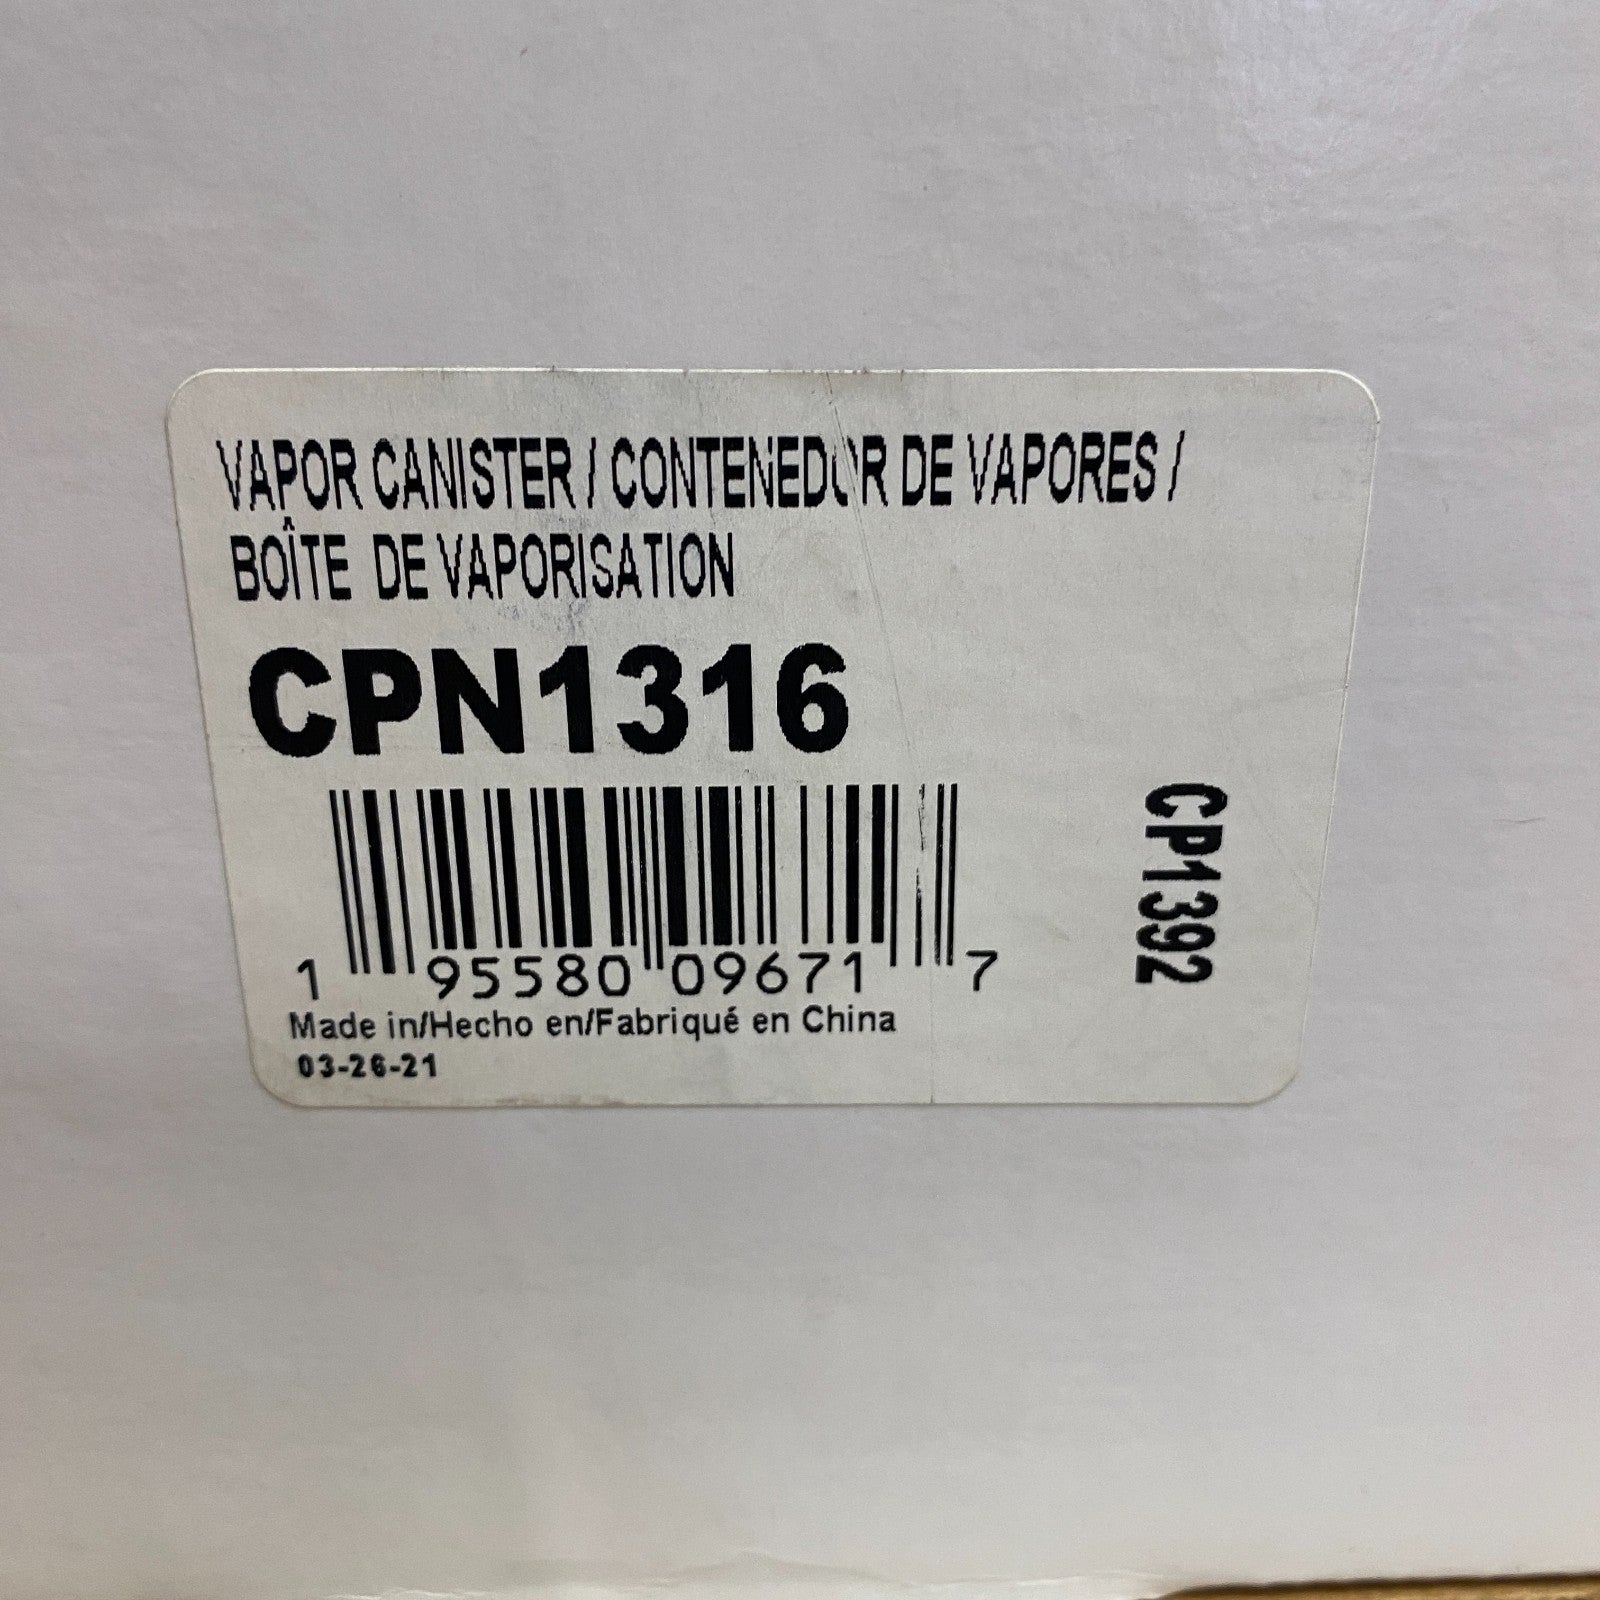 VAPOR CANISTER / CONTENEDOR DE VAPORES /
BOÎTE DE VAPORISATION
CPN1316
1 95580 09671 7
Made in/Hecho en/Fabriqué en China
03-26-21
CP1392